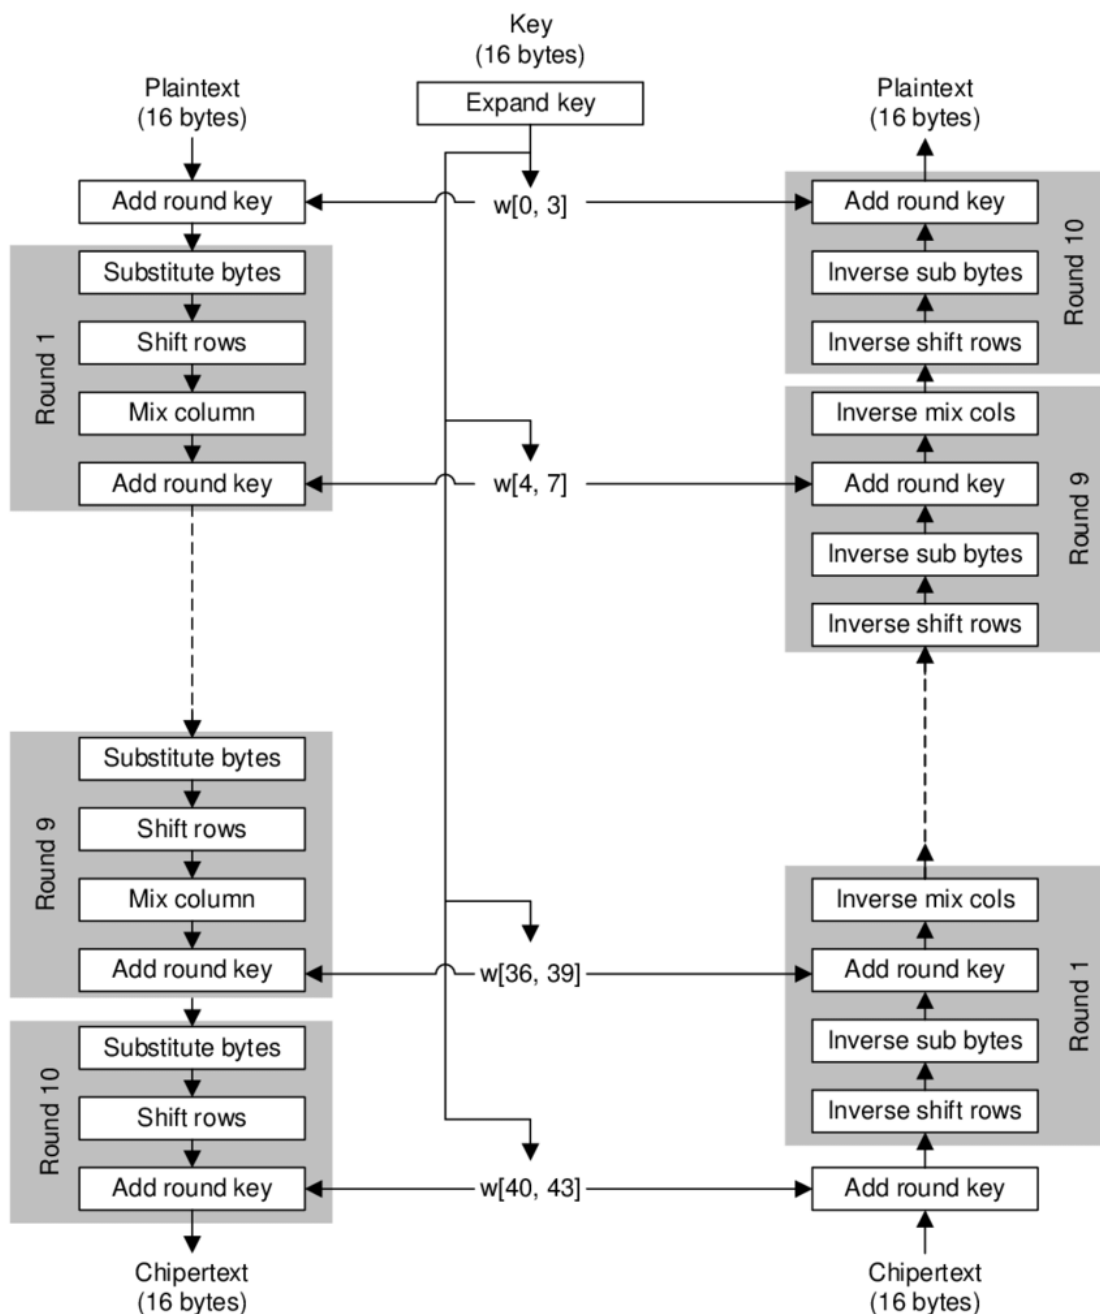 Key
(16 bytes)
Expand key
Plaintext
(16 bytes)
Add round key
Round 1
Substitute bytes
Shift rows
Mix column
Add round key
Round 9
Substitute bytes
Shift rows
Mix column
Add round key
Round 10
Substitute bytes
Shift rows
Add round key
Chipertext
(16 bytes)
w[0, 3]
w[4, 7]
w[36, 39]
w[40, 43]
Plaintext
(16 bytes)
Add round key
Inverse sub bytes
Inverse shift rows
Round 10
Inverse mix cols
Add round key
Inverse sub bytes
Inverse shift rows
Round 9
Inverse mix cols
Add round key
Inverse sub bytes
Inverse shift rows
Round 1
Add round key
Chipertext
(16 bytes)